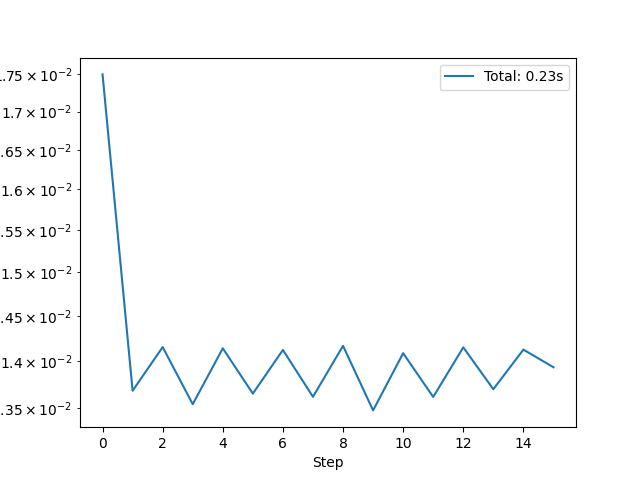 Total: 0.23s
.75 × 10⁻²
1.7 × 10⁻²
.65 × 10⁻²
1.6 × 10⁻²
.55 × 10⁻²
1.5 × 10⁻²
.45 × 10⁻²
1.4 × 10⁻²
.35 × 10⁻²
0 2 4 6 8 10 12 14
Step